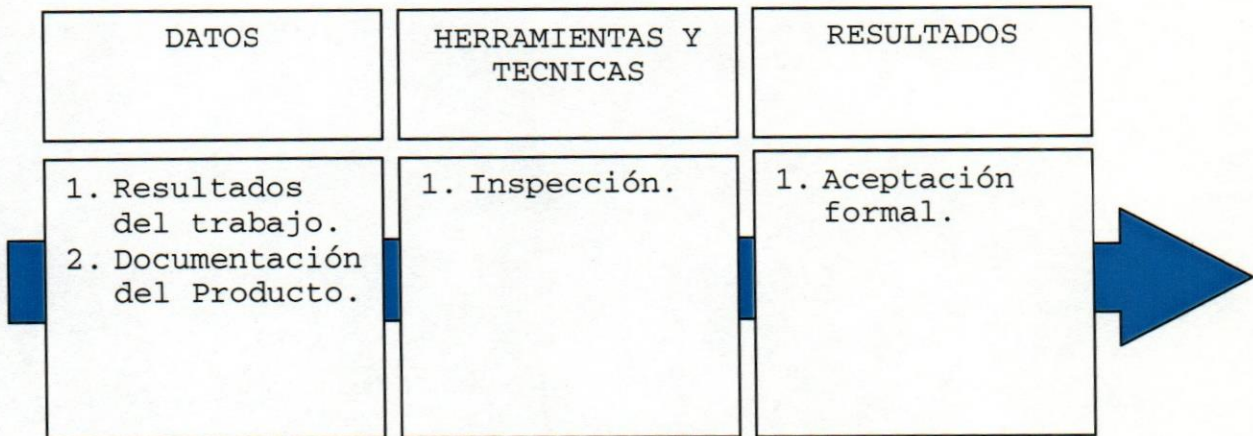 DATOS
HERRAMIENTAS Y
TECNICAS
RESULTADOS
1. Resultados
del trabajo.
2. Documentación
del Producto.
1. Inspección.
1. Aceptación
formal.